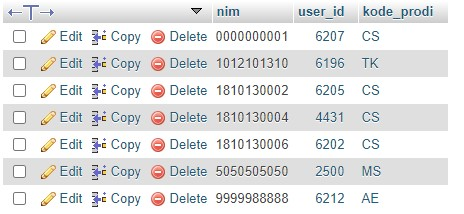 nim user_id kode_prodi
Edit Copy Delete 0000000001 6207 CS
Edit Copy Delete 1012101310 6196 TK
Edit Copy Delete 1810130002 6205 CS
Edit Copy Delete 1810130004 4431 CS
Edit Copy Delete 1810130006 6202 CS
Edit Copy Delete 5050505050 2500 MS
Edit Copy Delete 9999988888 6212 AE